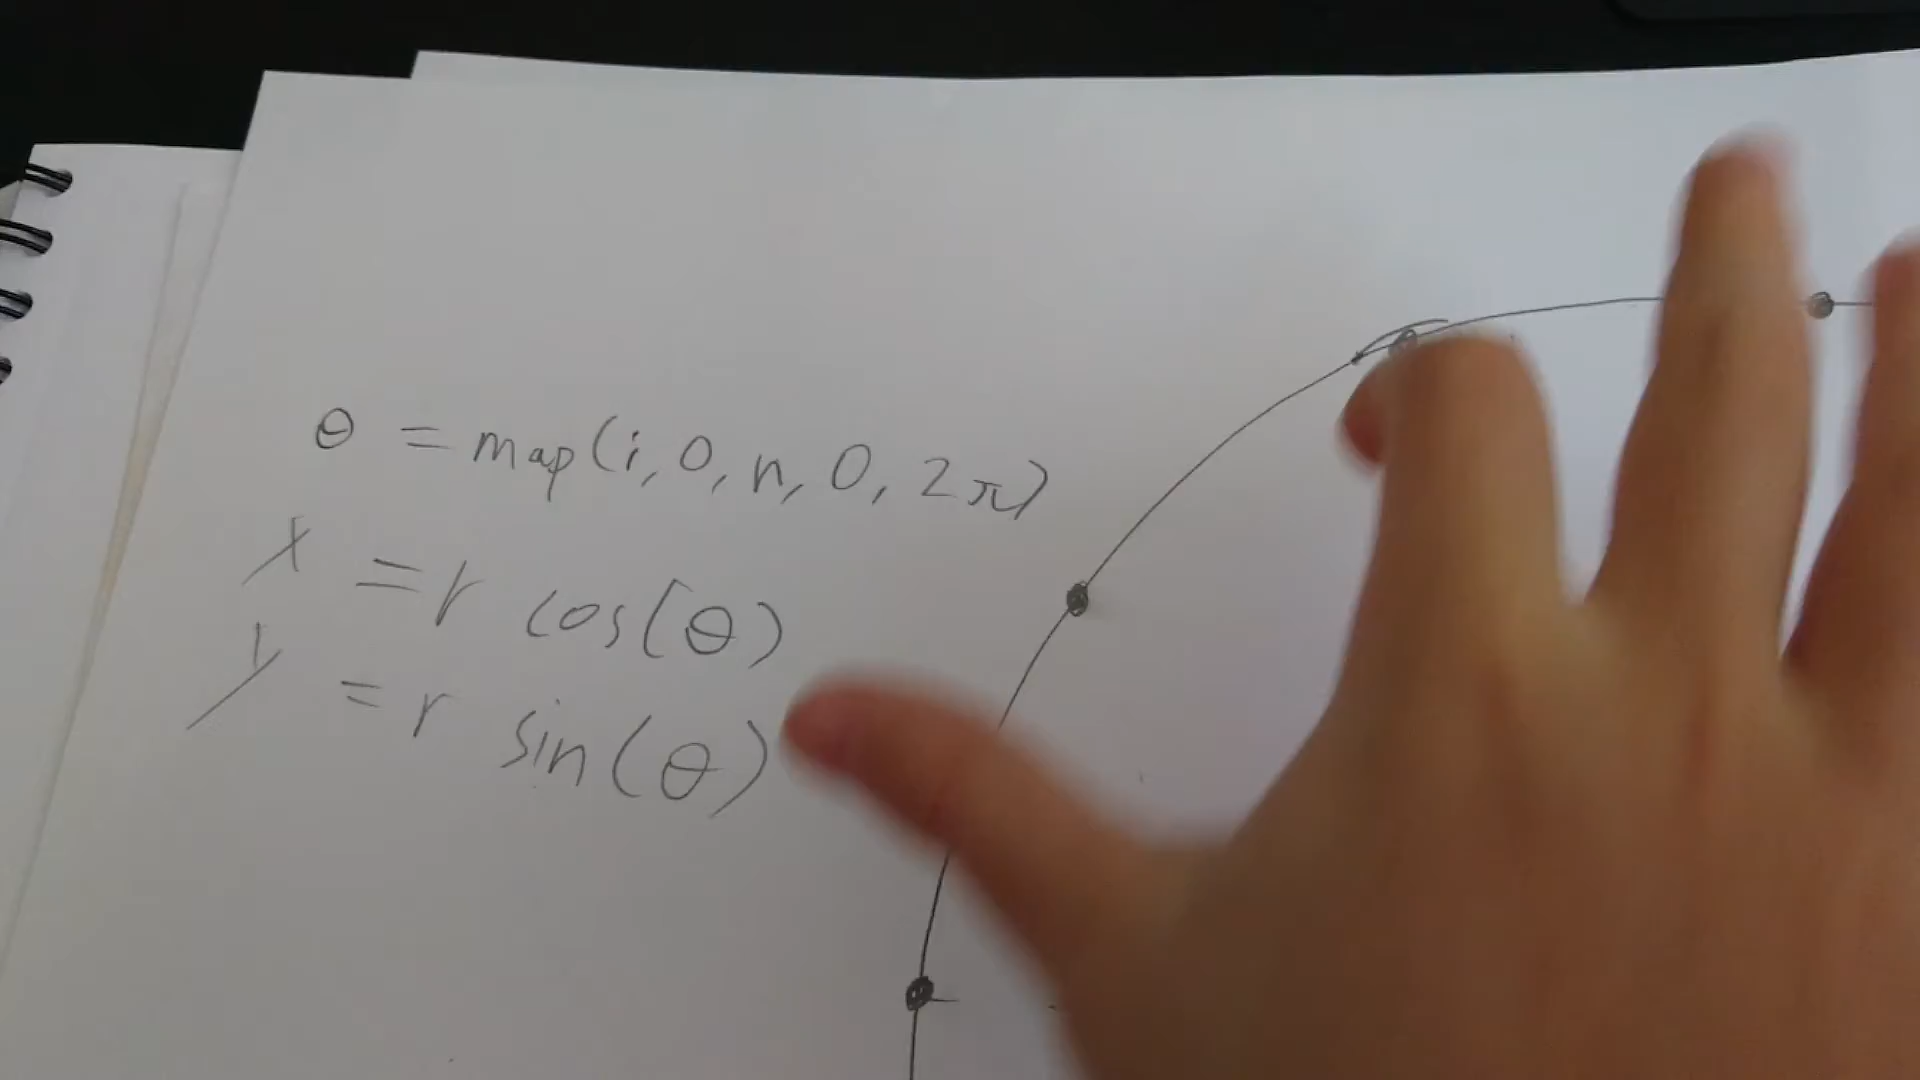 θ = map(i, 0, n, 0, 2π)
x = r cos(θ)
y = r sin(θ)